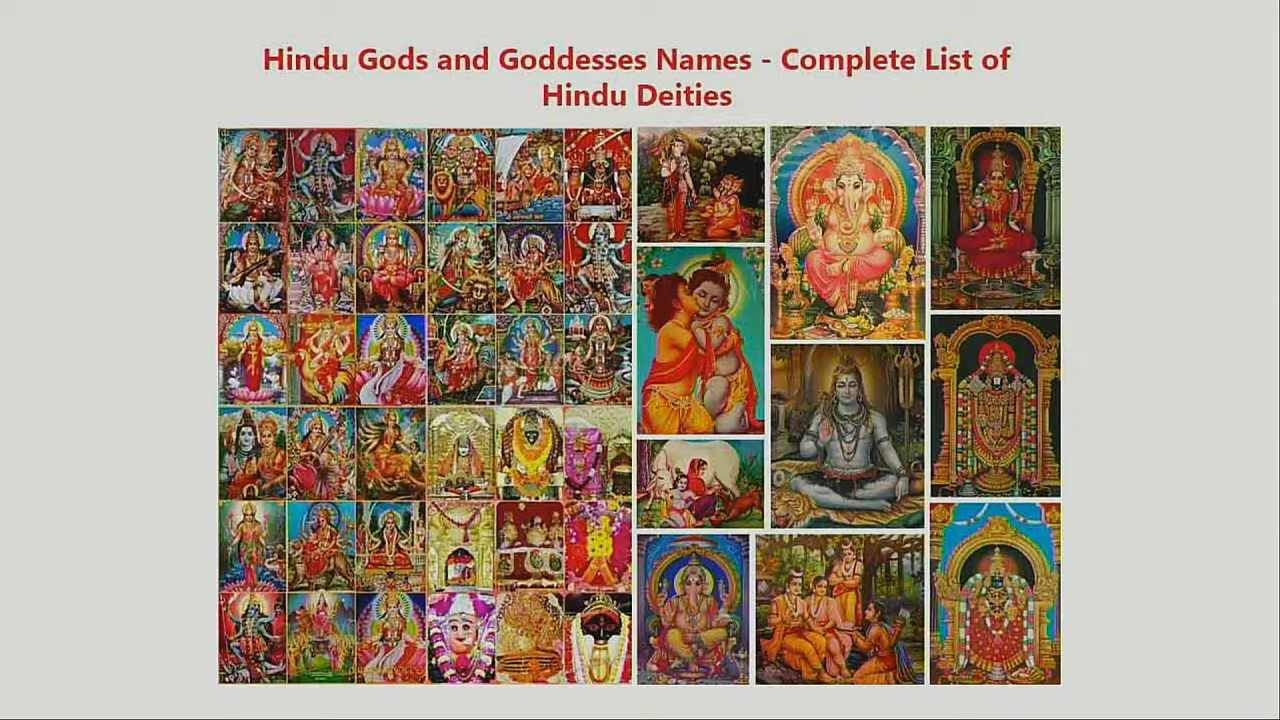 Hindu Gods and Goddesses Names - Complete List of
Hindu Deities